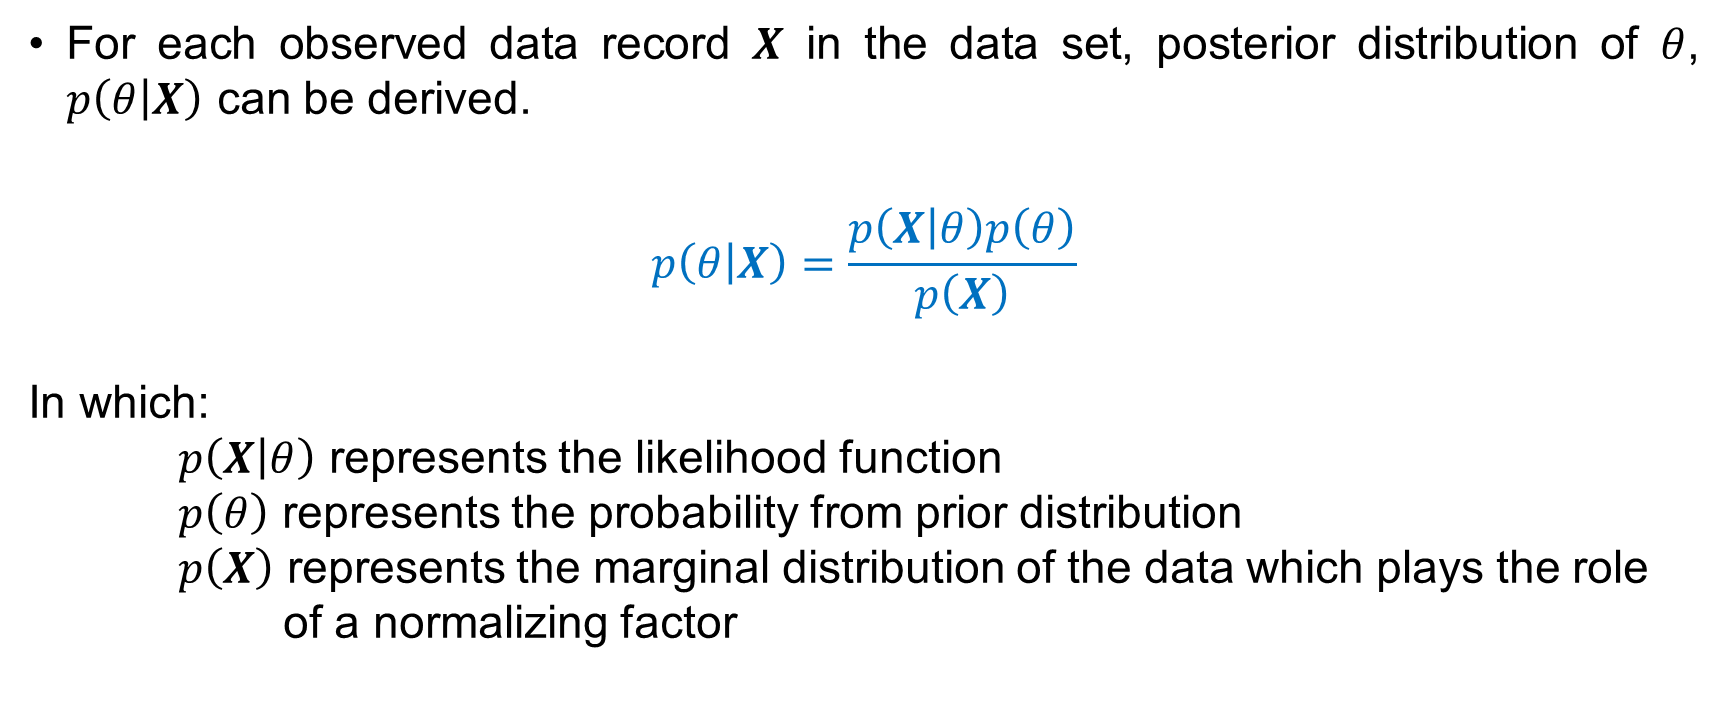 • For each observed data record X in the data set, posterior distribution of θ,
p(θ|X) can be derived.
p(θ|X) = p(X|θ)p(θ) / p(X)
In which:
p(X|θ) represents the likelihood function
p(θ) represents the probability from prior distribution
p(X) represents the marginal distribution of the data which plays the role
of a normalizing factor